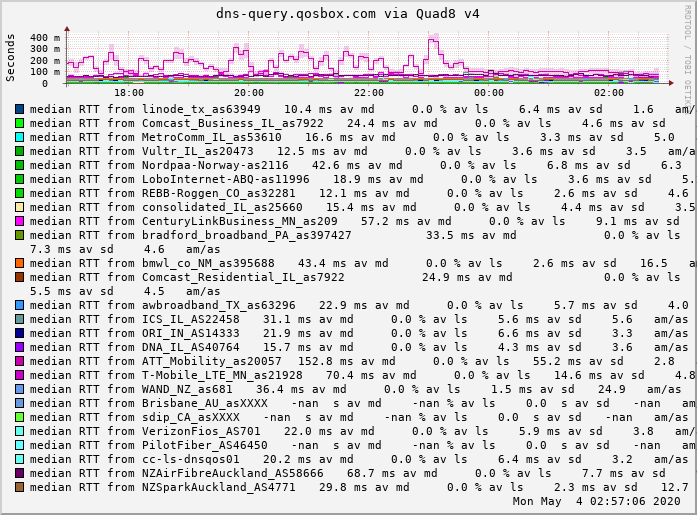 dns-query.qosbox.com via Quad8 v4
Seconds
400 m
300 m
200 m
100 m
0
18:00 20:00 22:00 00:00 02:00
RRDTOOL / TOBI OETIKER
median RTT from linode_tx_as63949 10.4 ms av md 0.0 % av ls 6.4 ms av sd 1.6 am/
median RTT from Comcast_Business_IL_as7922 24.4 ms av md 0.0 % av ls 4.6 ms av sd
median RTT from MetroComm_IL_as53610 16.6 ms av md 0.0 % av ls 3.3 ms av sd 5.0
median RTT from Vultr_IL_as20473 12.5 ms av md 0.0 % av ls 3.6 ms av sd 3.5 am/a
median RTT from Nordpaa-Norway-as2116 42.6 ms av md 0.0 % av ls 6.8 ms av sd 6.3
median RTT from LoboInternet-ABQ-as11996 18.9 ms av md 0.0 % av ls 3.6 ms av sd 5.
median RTT from REBB-Roggen_CO_as32281 12.1 ms av md 0.0 % av ls 2.6 ms av sd 4.6
median RTT from consolidated_IL_as25660 15.4 ms av md 0.0 % av ls 4.4 ms av sd 3.5
median RTT from CenturyLinkBusiness_MN_as209 57.2 ms av md 0.0 % av ls 9.1 ms av sd
median RTT from bradford_broadband_PA_as397427 33.5 ms av md 0.0 % av ls
7.3 ms av sd 4.6 am/as
median RTT from bmwl_co_NM_as395688 43.4 ms av md 0.0 % av ls 2.6 ms av sd 16.5 a
median RTT from Comcast_Residential_IL_as7922 24.9 ms av md 0.0 % av ls
5.5 ms av sd 4.5 am/as
median RTT from awbroadband_TX_as63296 22.9 ms av md 0.0 % av ls 5.7 ms av sd 4.0
median RTT from ICS_IL_AS22458 31.1 ms av md 0.0 % av ls 5.6 ms av sd 5.6 am/as
median RTT from ORI_IN_AS14333 21.9 ms av md 0.0 % av ls 6.6 ms av sd 3.3 am/as
median RTT from DNA_IL_AS40764 15.7 ms av md 0.0 % av ls 4.3 ms av sd 3.6 am/as
median RTT from ATT_Mobility_as20057 152.8 ms av md 0.0 % av ls 55.2 ms av sd 2.8
median RTT from T-Mobile_LTE_MN_as21928 70.4 ms av md 0.0 % av ls 14.6 ms av sd 4.8
median RTT from WAND_NZ_as681 36.4 ms av md 0.0 % av ls 1.5 ms av sd 24.9 am/as
median RTT from Brisbane_AU_asXXXX -nan s av md -nan % av ls 0.0 s av sd -nan am
median RTT from sdip_CA_asXXXX -nan s av md -nan % av ls 0.0 s av sd -nan am/as
median RTT from VerizonFios_AS701 22.0 ms av md 0.0 % av ls 5.9 ms av sd 3.8 am/
median RTT from PilotFiber_AS46450 -nan s av md -nan % av ls 0.0 s av sd -nan am
median RTT from cc-ls-dnsqos01 20.2 ms av md 0.0 % av ls 6.4 ms av sd 3.2 am/as
median RTT from NZAirFibreAuckland_AS58666 68.7 ms av md 0.0 % av ls 7.7 ms av sd
median RTT from NZSparkAuckland_AS4771 29.8 ms av md 0.0 % av ls 2.3 ms av sd 12.7
Mon May 4 02:57:06 2020